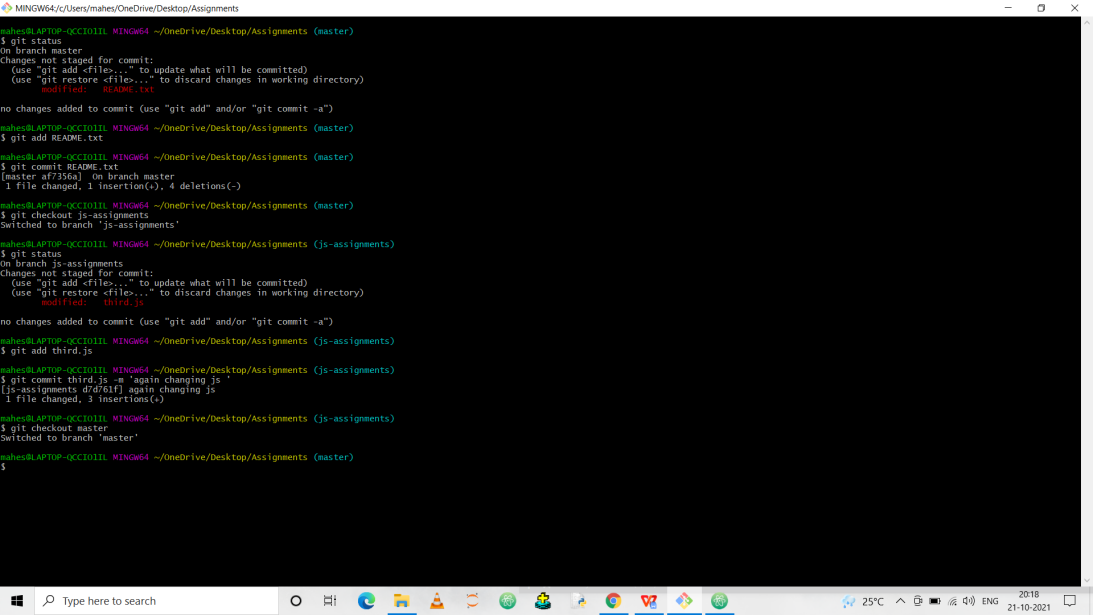 MINGW64:/c/Users/mahes/OneDrive/Desktop/Assignments
mahes@LAPTOP-QCCIO1IL MINGW64 ~/OneDrive/Desktop/Assignments (master)
$ git status
On branch master
Changes not staged for commit:
(use "git add <file>..." to update what will be committed)
(use "git restore <file>..." to discard changes in working directory)
modified: README.txt
no changes added to commit (use "git add" and/or "git commit -a")
mahes@LAPTOP-QCCIO1IL MINGW64 ~/OneDrive/Desktop/Assignments (master)
$ git add README.txt
mahes@LAPTOP-QCCIO1IL MINGW64 ~/OneDrive/Desktop/Assignments (master)
$ git commit README.txt
[master af7356a] On branch master
1 file changed, 1 insertion(+), 4 deletions(-)
mahes@LAPTOP-QCCIO1IL MINGW64 ~/OneDrive/Desktop/Assignments (master)
$ git checkout js-assignments
Switched to branch 'js-assignments'
mahes@LAPTOP-QCCIO1IL MINGW64 ~/OneDrive/Desktop/Assignments (js-assignments)
$ git status
On branch js-assignments
Changes not staged for commit:
(use "git add <file>..." to update what will be committed)
(use "git restore <file>..." to discard changes in working directory)
modified: third.js
no changes added to commit (use "git add" and/or "git commit -a")
mahes@LAPTOP-QCCIO1IL MINGW64 ~/OneDrive/Desktop/Assignments (js-assignments)
$ git add third.js
mahes@LAPTOP-QCCIO1IL MINGW64 ~/OneDrive/Desktop/Assignments (js-assignments)
$ git commit third.js -m 'again changing js '
[js-assignments d7d761f] again changing js
1 file changed, 3 insertions(+)
mahes@LAPTOP-QCCIO1IL MINGW64 ~/OneDrive/Desktop/Assignments (js-assignments)
$ git checkout master
Switched to branch 'master'
mahes@LAPTOP-QCCIO1IL MINGW64 ~/OneDrive/Desktop/Assignments (master)
$
Type here to search
25°C
ENG
20:18
21-10-2021